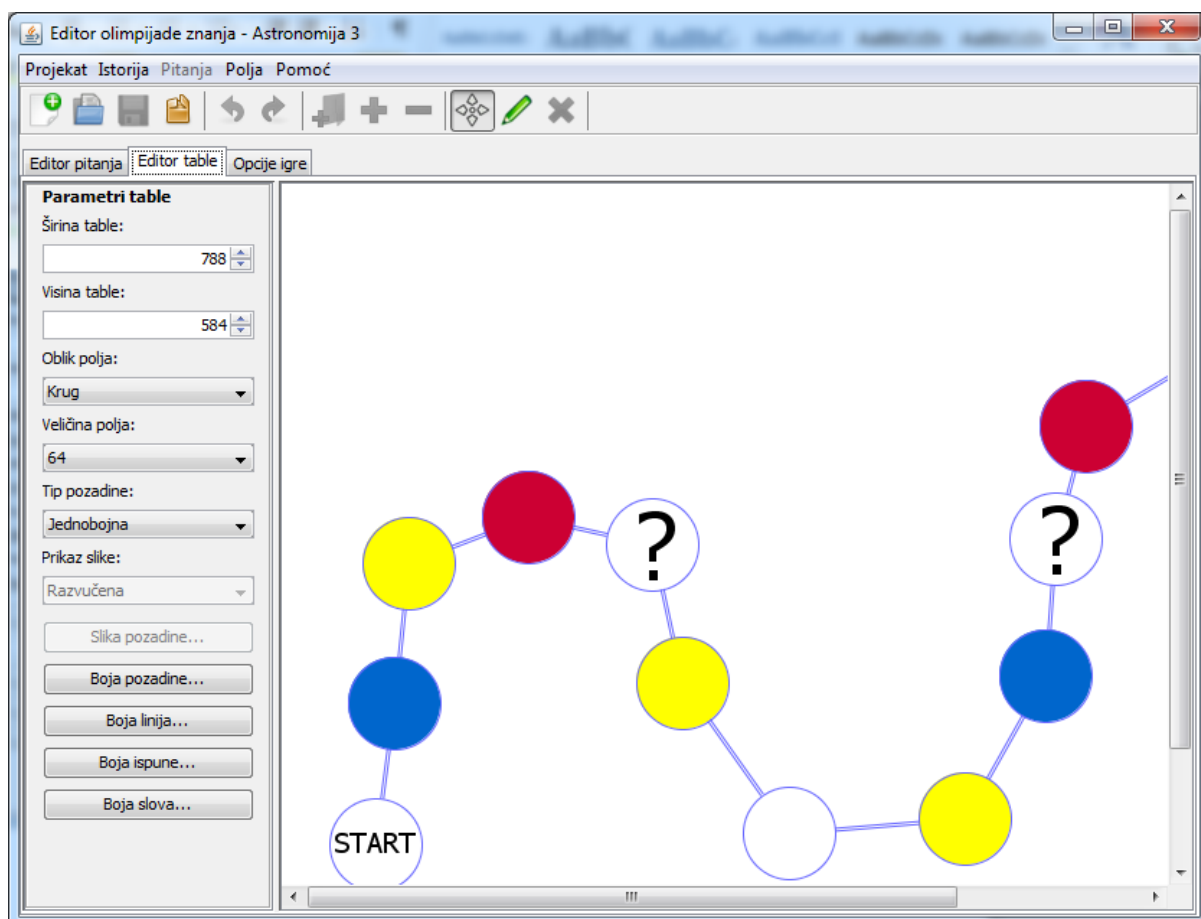 Editor olimpijade znanja - Astronomija 3
Projekat Istorija Pitanja Polja Pomoć
Editor pitanja Editor table Opcije igre
Parametri table
Širina table:
788
Visina table:
584
Oblik polja:
Krug
Veličina polja:
64
Tip pozadine:
Jednobojna
Prikaz slike:
Razvučena
Slika pozadine...
Boja pozadine...
Boja linija...
Boja ispune...
Boja slova...
?
?
START